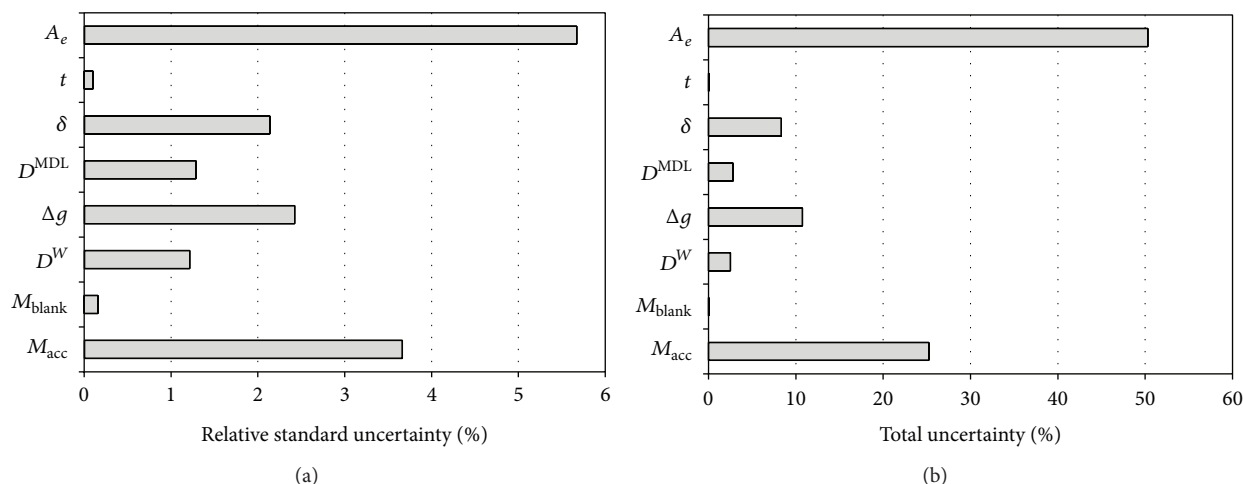 A_e
t
δ
D^MDL
Δg
D^W
M_blank
M_acc
0 1 2 3 4 5 6
Relative standard uncertainty (%)
(a)
A_e
t
δ
D^MDL
Δg
D^W
M_blank
M_acc
0 10 20 30 40 50 60
Total uncertainty (%)
(b)